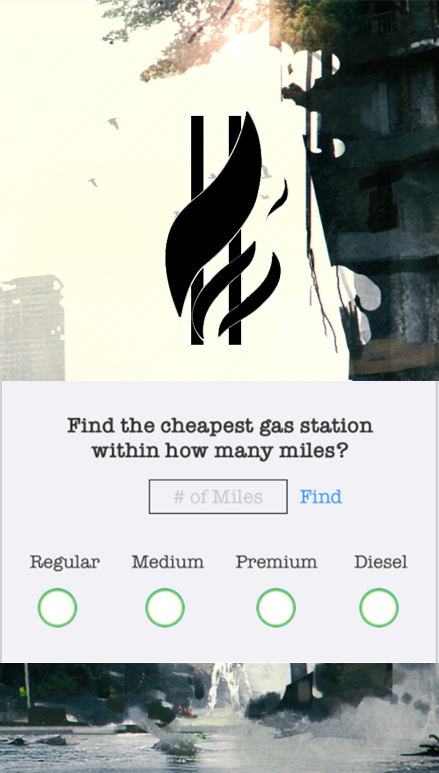 Find the cheapest gas station
within how many miles?
# of Miles Find
Regular Medium Premium Diesel